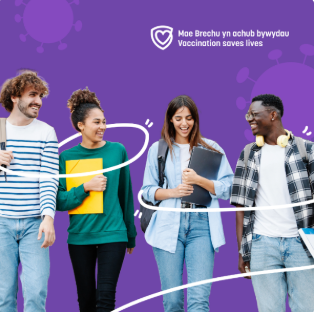 Mae Brechu yn achub bywydau
Vaccination saves lives